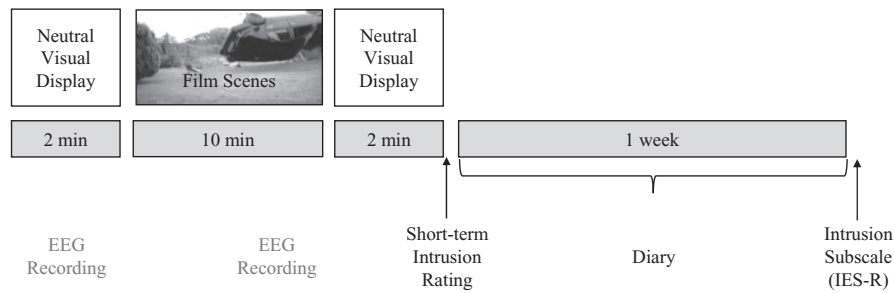 Neutral
Visual
Display
Film Scenes
Neutral
Visual
Display
2 min
10 min
2 min
1 week
EEG
Recording
EEG
Recording
Short-term
Intrusion
Rating
Diary
Intrusion
Subscale
(IES-R)